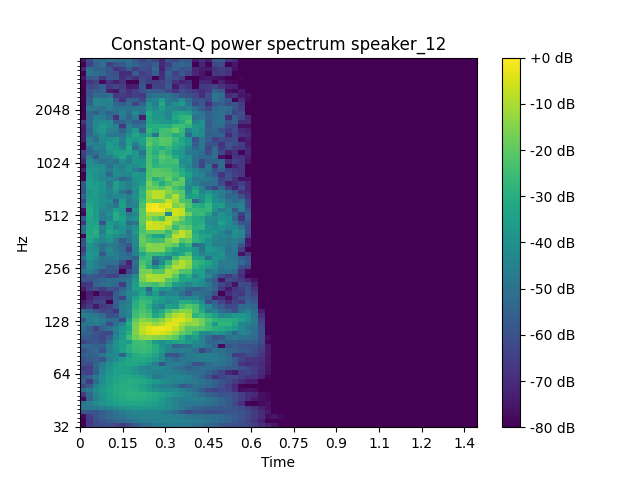 Constant-Q power spectrum speaker_12
Hz
2048
1024
512
256
128
64
32
0 0.15 0.3 0.45 0.6 0.75 0.9 1.1 1.2 1.4
Time
+0 dB
-10 dB
-20 dB
-30 dB
-40 dB
-50 dB
-60 dB
-70 dB
-80 dB